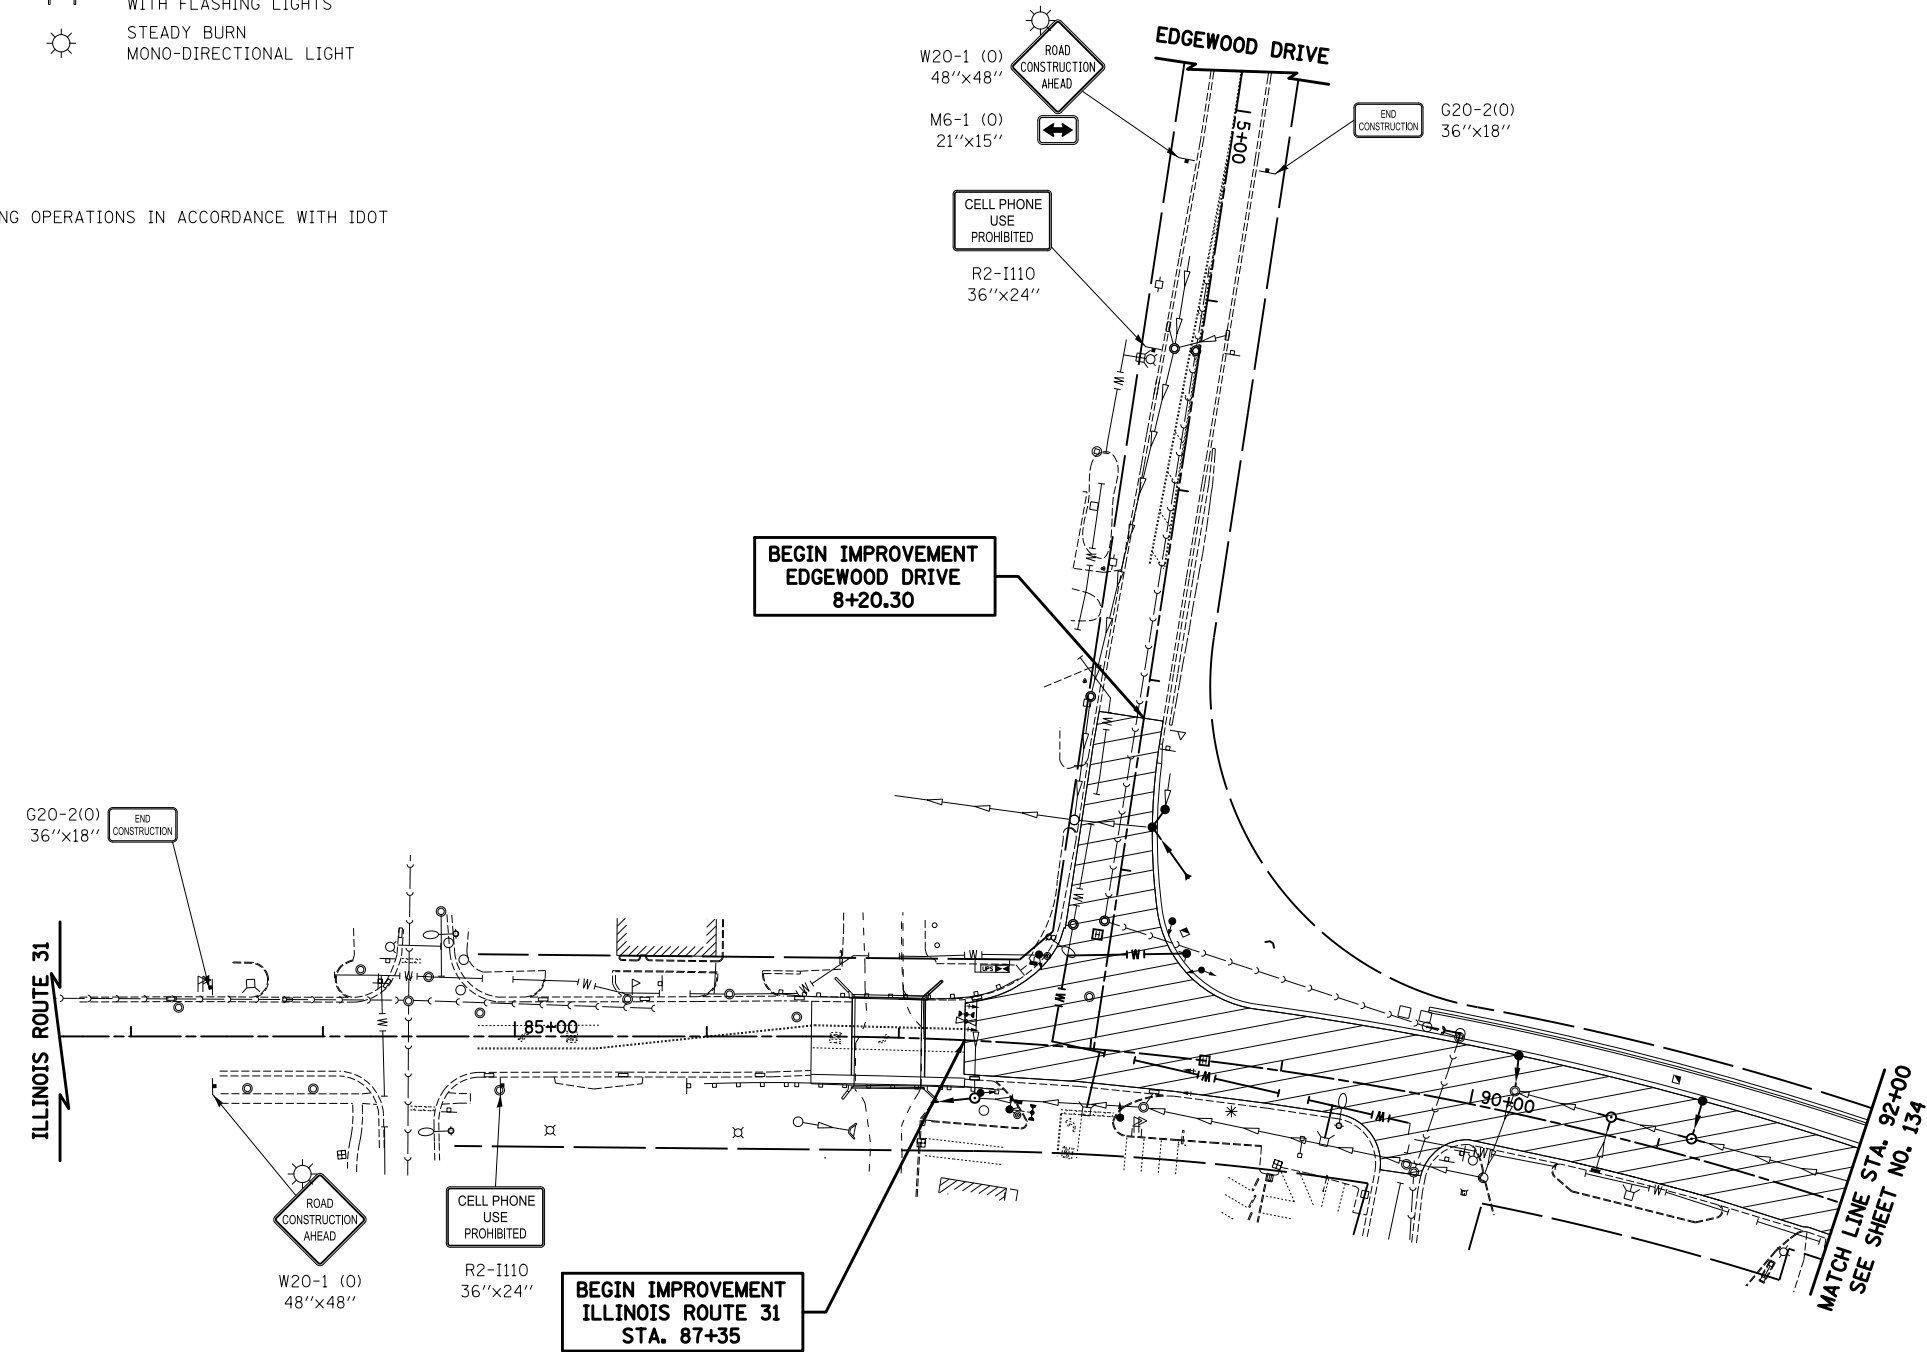 WITH FLASHING LIGHTS
STEADY BURN
MONO-DIRECTIONAL LIGHT
NG OPERATIONS IN ACCORDANCE WITH IDOT
W20-1 (O)
48''x48''
ROAD
CONSTRUCTION
AHEAD
M6-1 (O)
21''x15''
EDGEWOOD DRIVE
END
CONSTRUCTION
G20-2(O)
36''x18''
15+00
CELL PHONE
USE
PROHIBITED
R2-I110
36''x24''
W
W
W
BEGIN IMPROVEMENT
EDGEWOOD DRIVE
8+20.30
W
W
G20-2(O)
36''x18''
END
CONSTRUCTION
ILLINOIS ROUTE 31
W
W
W
W
W
W
UPS
H
W
85+00
H
W
W
90+00
W
W
ROAD
CONSTRUCTION
AHEAD
W20-1 (O)
48''x48''
CELL PHONE
USE
PROHIBITED
R2-I110
36''x24''
BEGIN IMPROVEMENT
ILLINOIS ROUTE 31
STA. 87+35
MATCH LINE STA. 92+00
SEE SHEET NO. 134